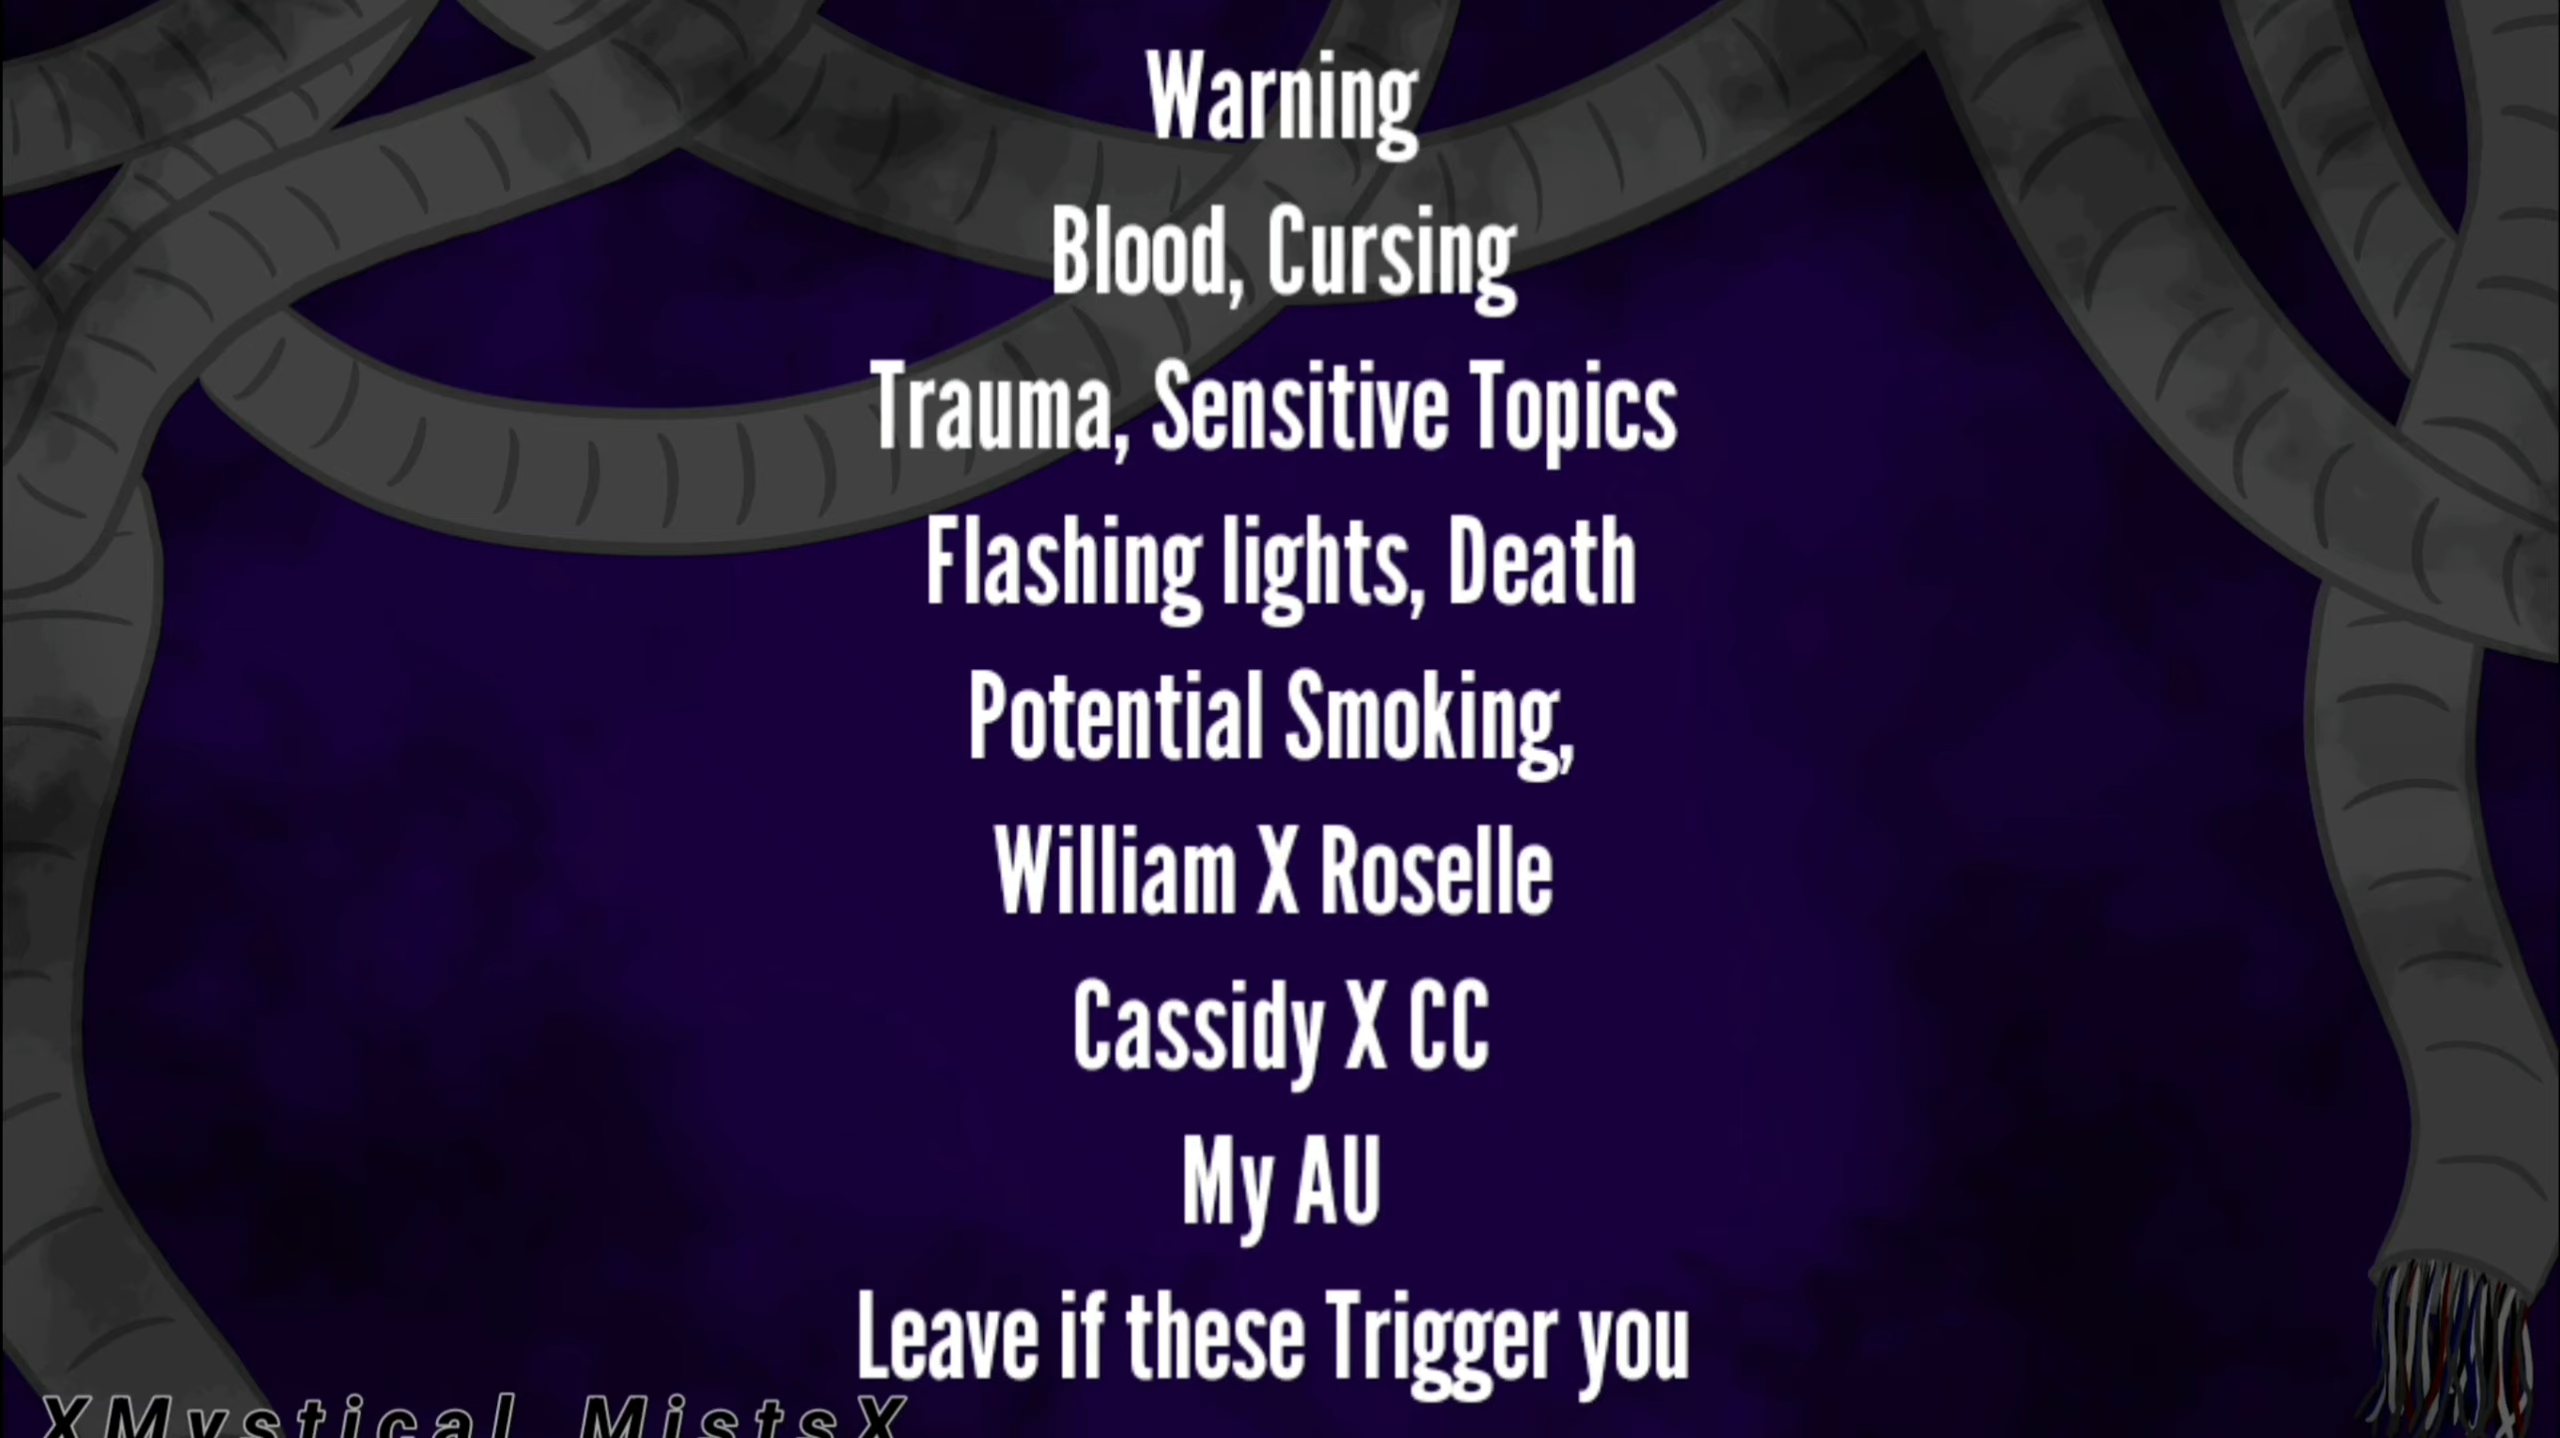 Warning
Blood, Cursing
Trauma, Sensitive Topics
Flashing lights, Death
Potential Smoking,
William X Roselle
Cassidy X CC
My AU
Leave if these Trigger you
XMystical_MistsX